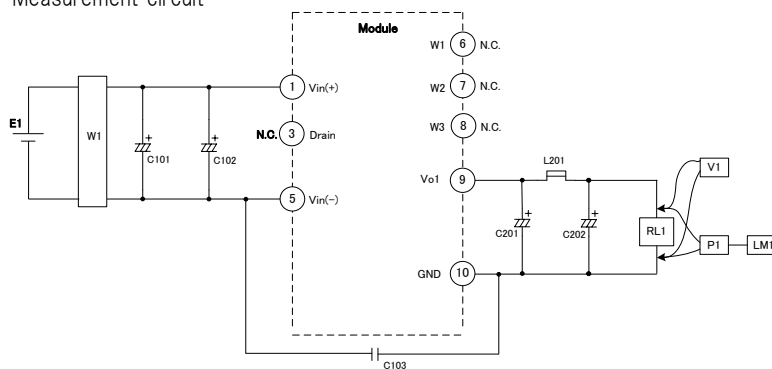 Measurement circuit
Module
W1 6 N.C.
1 Vin(+)
W2 7 N.C.
E1
W1
N.C. 3 Drain
W3 8 N.C.
C101
C102
L201
Vo1 9
V1
5 Vin(-)
C201
C202
RL1
P1
LM1
GND 10
C103